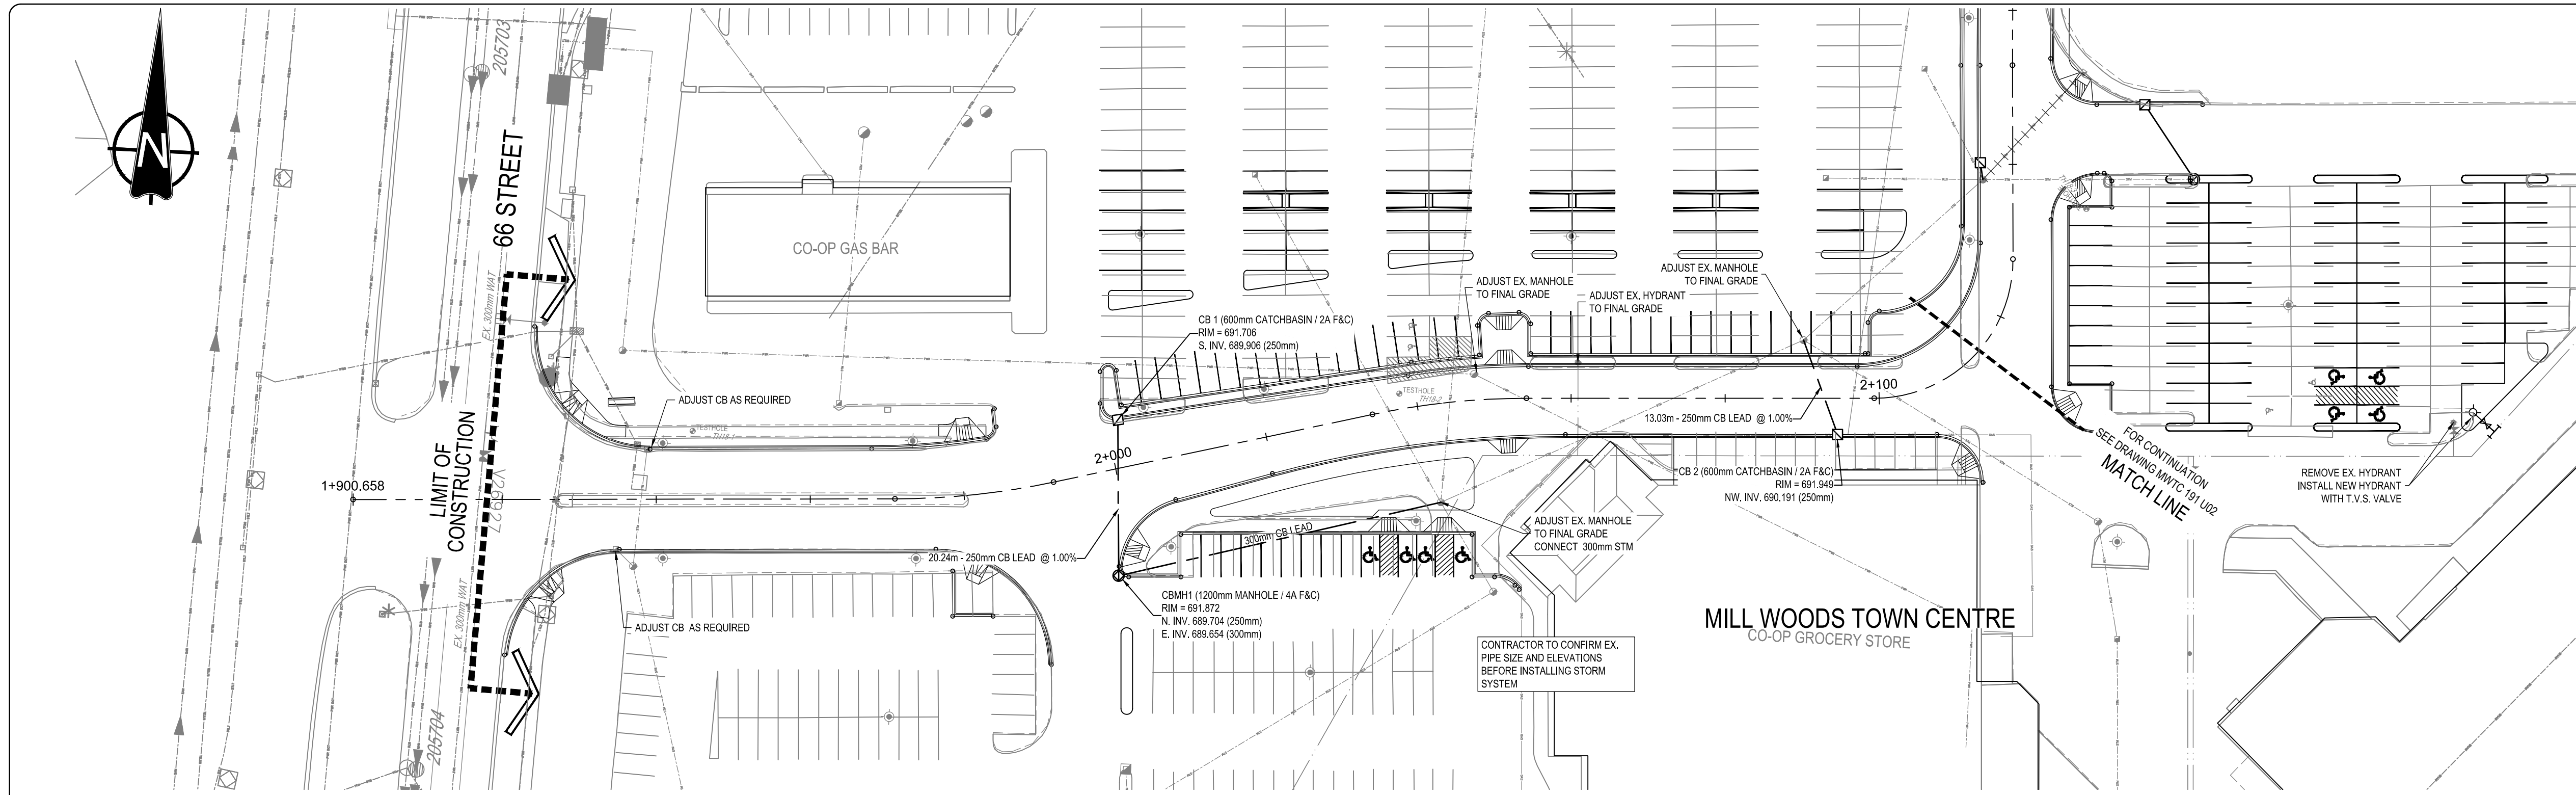 N
205703
66 STREET
EX. 300mm WAT
CO-OP GAS BAR
LIMIT OF
CONSTRUCTION
V26927
1+900.658
EX. 300mm WAT
205704
ADJUST CB AS REQUIRED
TESTHOLE
TH18-1
ADJUST CB AS REQUIRED
CB 1 (600mm CATCHBASIN / 2A F&C)
RIM = 691.706
S. INV. 689.906 (250mm)
2+000
20.24m - 250mm CB LEAD @ 1.00%
CBMH1 (1200mm MANHOLE / 4A F&C)
RIM = 691.872
N. INV. 689.704 (250mm)
E. INV. 689.654 (300mm)
300mm CB LEAD
ADJUST EX. MANHOLE
TO FINAL GRADE
ADJUST EX. HYDRANT
TO FINAL GRADE
ADJUST EX. MANHOLE
TO FINAL GRADE
TESTHOLE
TH18-2
13.03m - 250mm CB LEAD @ 1.00%
2+100
CB 2 (600mm CATCHBASIN / 2A F&C)
RIM = 691.949
NW. INV. 690.191 (250mm)
ADJUST EX. MANHOLE
TO FINAL GRADE
CONNECT 300mm STM
CONTRACTOR TO CONFIRM EX.
PIPE SIZE AND ELEVATIONS
BEFORE INSTALLING STORM
SYSTEM
MILL WOODS TOWN CENTRE
CO-OP GROCERY STORE
FOR CONTINUATION
SEE DRAWING MWTC 191 U02
MATCH LINE
REMOVE EX. HYDRANT
INSTALL NEW HYDRANT
WITH T.V.S. VALVE